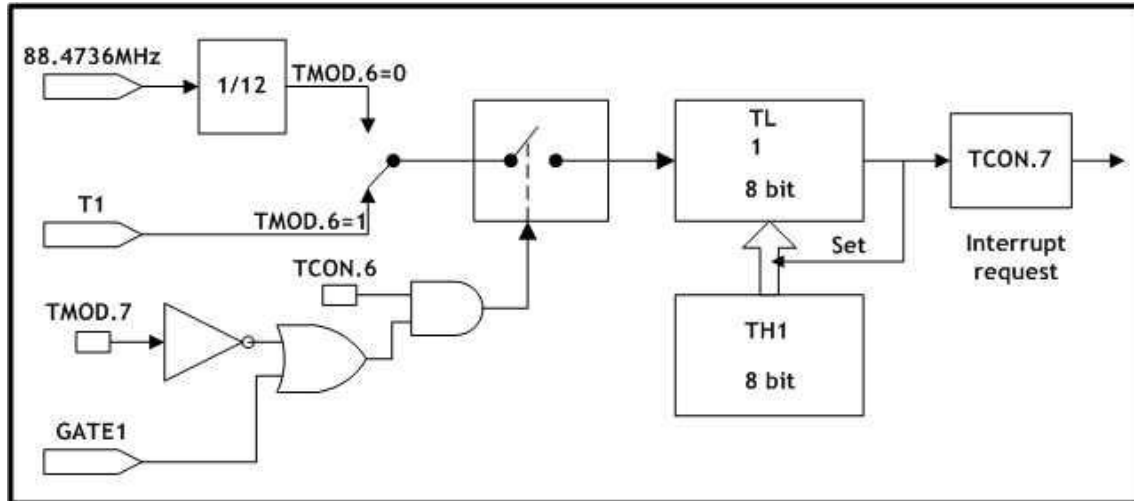 88.4736MHz
1/12
TMOD.6=0
T1
TMOD.6=1
TL
1
8 bit
TCON.7
Set
Interrupt
request
TCON.6
TMOD.7
TH1
8 bit
GATE1